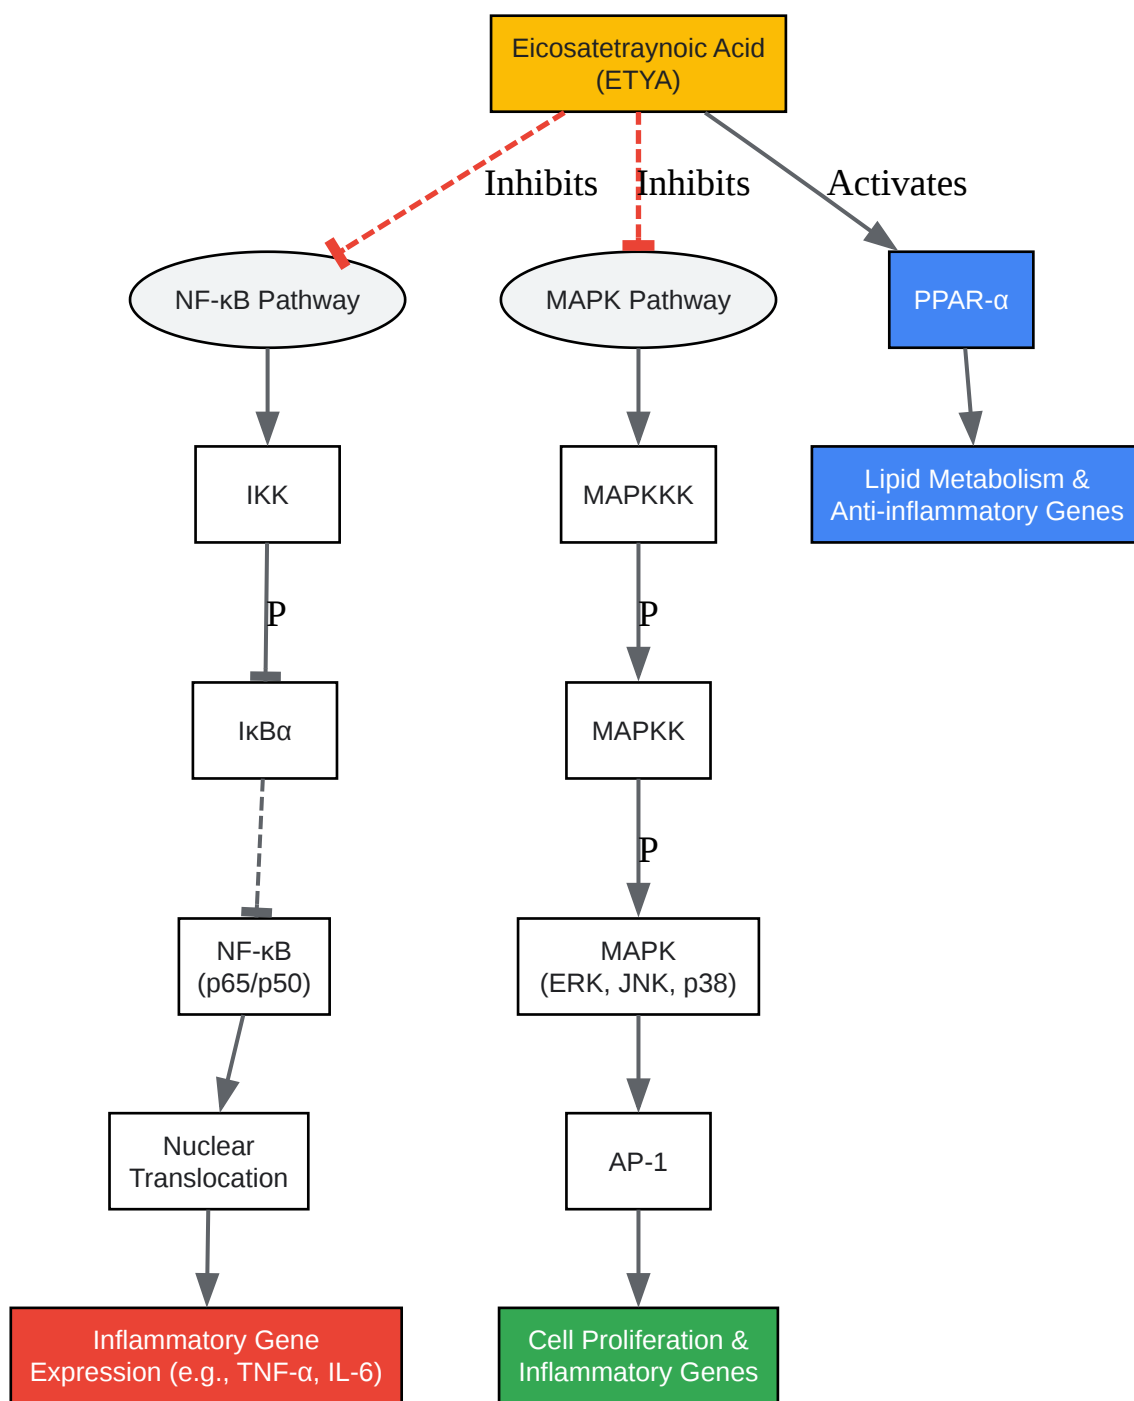 Eicosatetraynoic Acid
(ETYA)
Inhibits
Inhibits
Activates
NF-κB Pathway
MAPK Pathway
PPAR-α
IKK
MAPKKK
Lipid Metabolism &
Anti-inflammatory Genes
P
P
IκBα
MAPKK
P
NF-κB
(p65/p50)
MAPK
(ERK, JNK, p38)
Nuclear
Translocation
AP-1
Inflammatory Gene
Expression (e.g., TNF-α, IL-6)
Cell Proliferation &
Inflammatory Genes